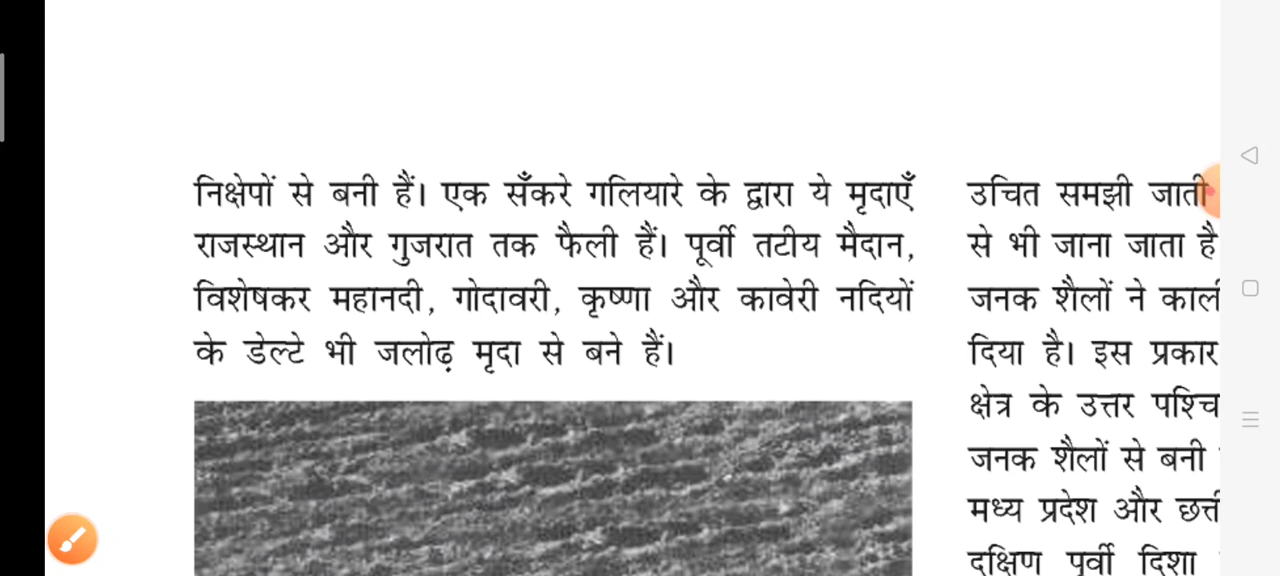 निक्षेपों से बनी हैं। एक सँकरे गलियारे के द्वारा ये मृदाएँ
राजस्थान और गुजरात तक फैली हैं। पूर्वी तटीय मैदान,
विशेषकर महानदी, गोदावरी, कृष्णा और कावेरी नदियों
के डेल्टे भी जलोढ़ मृदा से बने हैं।
उचित समझी जाती
से भी जाना जाता है
जनक शैलों ने
दिया है। इस प्रकार
क्षेत्र के उत्तर
जनक शैलों से बनी
मध्य प्रदेश और
दक्षिण पूर्वी दिशा